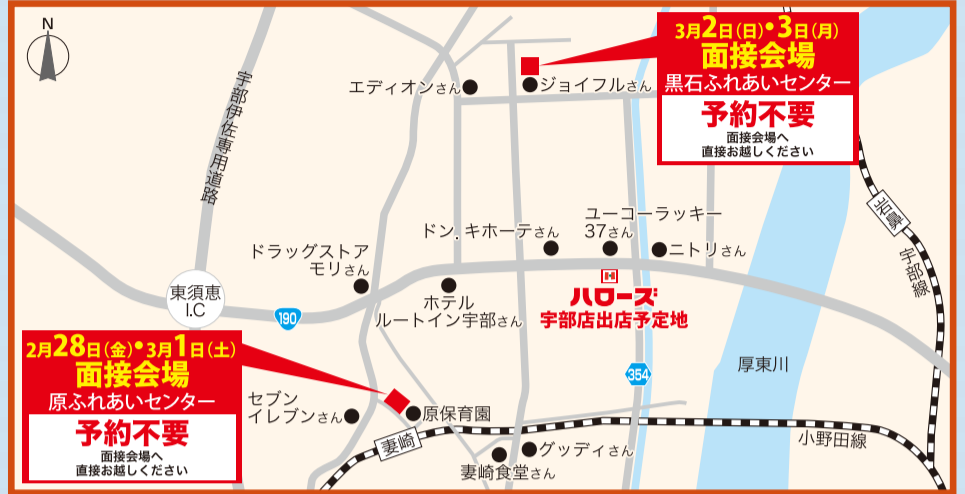 N
宇部伊佐専用道路
エディオンさん
ジョイフルさん
3月2日(日)・3日(月)
面接会場
黒石ふれあいセンター
予約不要
面接会場へ
直接お越しください
岩鼻
宇部線
ドラッグストア
モリさん
ドン.キホーテさん
ユーコーラッキー
37さん
ニトリさん
東須恵
I.C
190
ホテル
ルートイン宇部さん
ハローズ
宇部店出店予定地
354
厚東川
2月28日(金)・3月1日(土)
面接会場
原ふれあいセンター
予約不要
面接会場へ
直接お越しください
セブン
イレブンさん
原保育園
妻崎
グッディさん
妻崎食堂さん
小野田線